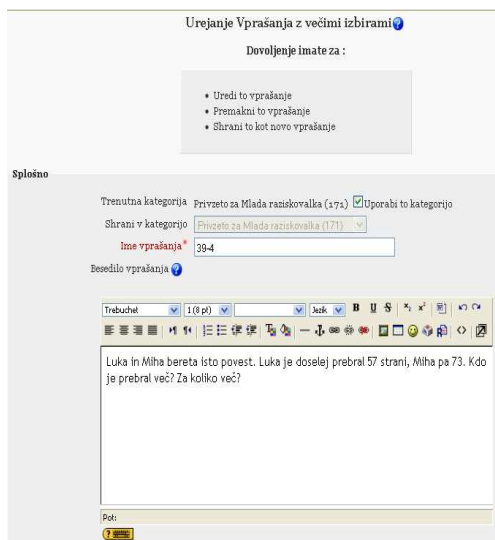 Urejanje Vprašanja z večimi izbirami
Dovoljenje imate za :
Uredi to vprašanje
Premakni to vprašanje
Shrani to kot novo vprašanje
Splošno
Trenutna kategorija Privzeto za Mlada raziskovalka (171) Uporabi to kategorijo
Shrani v kategorijo Privzeto za Mlada raziskovalka (171)
Ime vprašanja* 39-4
Besedilo vprašanja
Trebuchet 1 (8 pt) Jezik B U S x₂ x²
Luka in Miha bereta isto povest. Luka je doselej prebral 57 strani, Miha pa 73. Kdo
je prebral več? Za koliko več?
Pot: